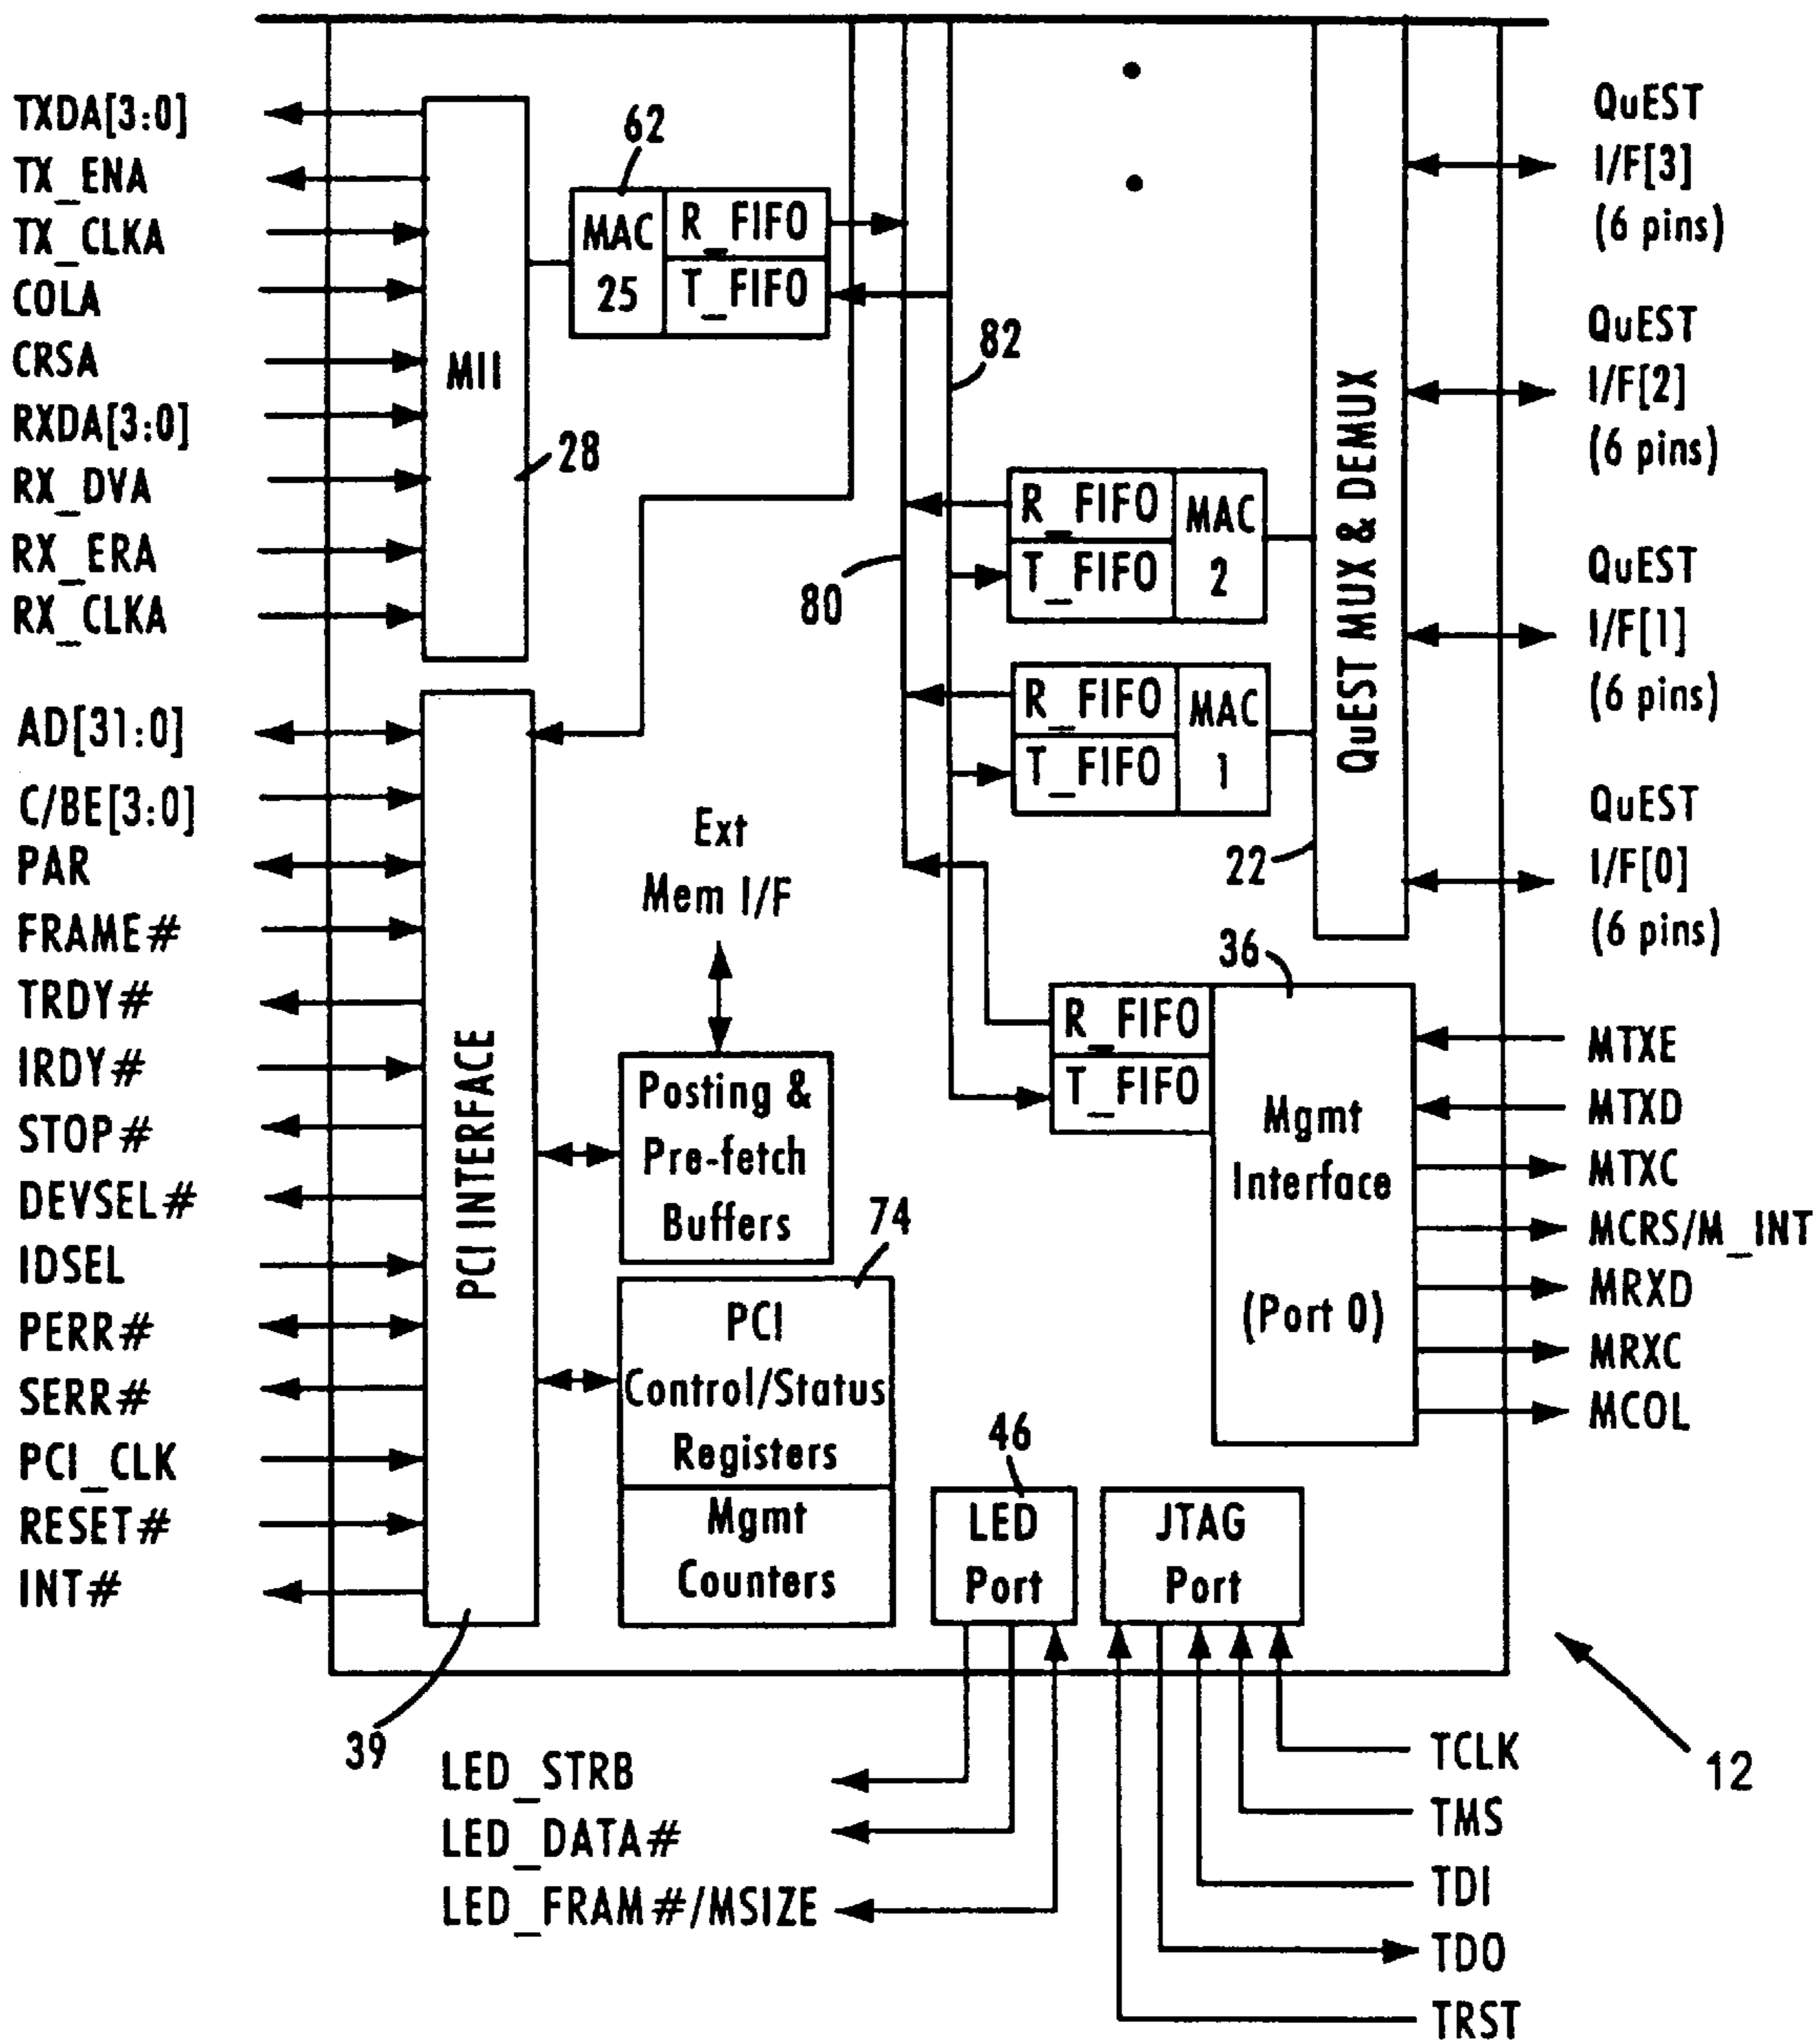 TXDA[3:0]
TX_ENA
TX_CLKA
COLA
CRSA
RXDA[3:0]
RX_DVA
RX_ERA
RX_CLKA
MII
28
62
MAC
25
R_FIFO
T_FIFO
82
80
R_FIFO
T_FIFO
MAC
2
R_FIFO
T_FIFO
MAC
1
QuEST MUX & DEMUX
22
QuEST
I/F[3]
(6 pins)
QuEST
I/F[2]
(6 pins)
QuEST
I/F[1]
(6 pins)
QuEST
I/F[0]
(6 pins)
AD[31:0]
C/BE[3:0]
PAR
FRAME#
TRDY#
IRDY#
STOP#
DEVSEL#
IDSEL
PERR#
SERR#
PCI_CLK
RESET#
INT#
PCI INTERFACE
39
Ext
Mem I/F
Posting &
Pre-fetch
Buffers
74
PCI
Control/Status
Registers
Mgmt
Counters
36
R_FIFO
T_FIFO
Mgmt
Interface
(Port 0)
MTXE
MTXD
MTXC
MCRS/M_INT
MRXD
MRXC
MCOL
46
LED
Port
JTAG
Port
LED_STRB
LED_DATA#
LED_FRAM#/MSIZE
TCLK
TMS
TDI
TDO
TRST
12